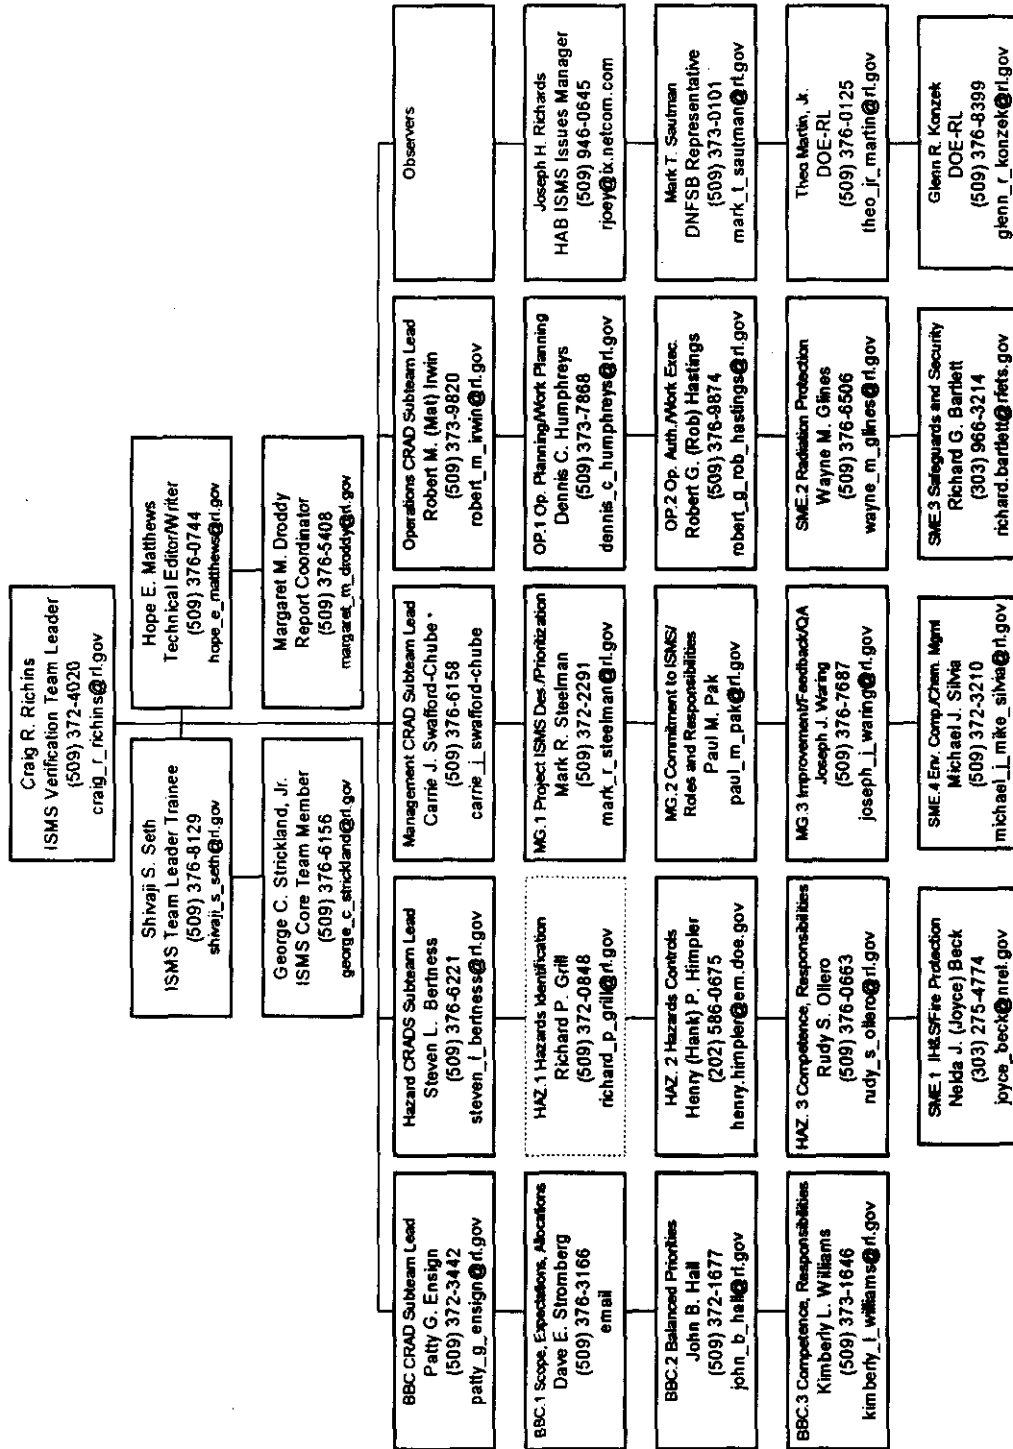 Craig R. Richins
ISMS Verification Team Leader
(509) 372-4020
craig_r_richins@rl.gov
Shivaji S. Seth
ISMS Team Leader Trainee
(509) 376-8129
shivaji_s_seth@rl.gov
Hope E. Matthews
Technical Editor/Writer
(509) 376-0744
hope_e_matthews@rl.gov
George C. Strickland, Jr.
ISMS Core Team Member
(509) 376-6156
george_c_strickland@rl.gov
Margaret M. Droddy
Report Coordinator
(509) 376-5408
margaret_m_droddy@rl.gov
BBC CRAD Subteam Lead
Patty G. Ensign
(509) 372-3442
patty_g_ensign@rl.gov
Hazard CRADS Subteam Lead
Steven L. Bertness
(509) 376-6221
steven_l_bertness@rl.gov
Management CRAD Subteam Lead
Carrie J. Swafford-Chube *
(509) 376-6158
carrie_j_swafford-chube
Operations CRAD Subteam Lead
Robert M. (Mat) Irwin
(509) 373-9820
robert_m_irwin@rl.gov
Observers
BBC.1 Scope, Expectations, Allocations
Dave E. Stromberg
(509) 376-3166
email
HAZ.1 Hazards Identification
Richard P. Grill
(509) 372-0848
richard_p_grill@rl.gov
MG.1 Project ISMS Des./Prioritization
Mark R. Steelman
(509) 372-2291
mark_r_steelman@rl.gov
OP.1 Op. Planning/Work Planning
Dennis C. Humphreys
(509) 373-7868
dennis_c_humphreys@rl.gov
Joseph H. Richards
HAB ISMS Issues Manager
(509) 946-0645
rjoey@ix.netcom.com
BBC.2 Balanced Priorities
John B. Hall
(509) 372-1677
john_b_hall@rl.gov
HAZ. 2 Hazards Controls
Henry (Hank) P. Himpler
(202) 586-0675
henry.himpler@em.doe.gov
MG.2 Commitment to ISMS/
Roles and Responsibilities
Paul M. Pak
paul_m_pak@rl.gov
OP.2 Op. Auth./Work Exec.
Robert G. (Rob) Hastings
(509) 376-9874
robert_g_rob_hastings@rl.gov
Mark T. Sautman
DNFSB Representative
(509) 373-0101
mark_t_sautman@rl.gov
BBC.3 Competence, Responsibilities
Kimberly L. Williams
(509) 373-1646
kimberly_l_williams@rl.gov
HAZ. 3 Competence, Responsibilities
Rudy S. Ollero
(509) 376-0663
rudy_s_ollero@rl.gov
MG.3 Improvement/Feedback/QA
Joseph J. Waring
(509) 376-7687
joseph_j_waring@rl.gov
SME.2 Radiation Protection
Wayne M. Glines
(509) 376-6506
wayne_m_glines@rl.gov
Theo Martin, Jr.
DOE-RL
(509) 376-0125
theo_jr_martin@rl.gov
SME.1 IH&S/Fire Protection
Nelda J. (Joyce) Beck
(303) 275-4774
joyce_beck@nrel.gov
SME.4 Env. Comp./Chem. Mgmt
Michael J. Silvia
(509) 372-3210
michael_j_mike_silvia@rl.gov
SME.3 Safeguards and Security
Richard G. Bartlett
(303) 966-3214
richard.bartlett@rfets.gov
Glenn R. Konzek
DOE-RL
(509) 376-8399
glenn_r_konzek@rl.gov